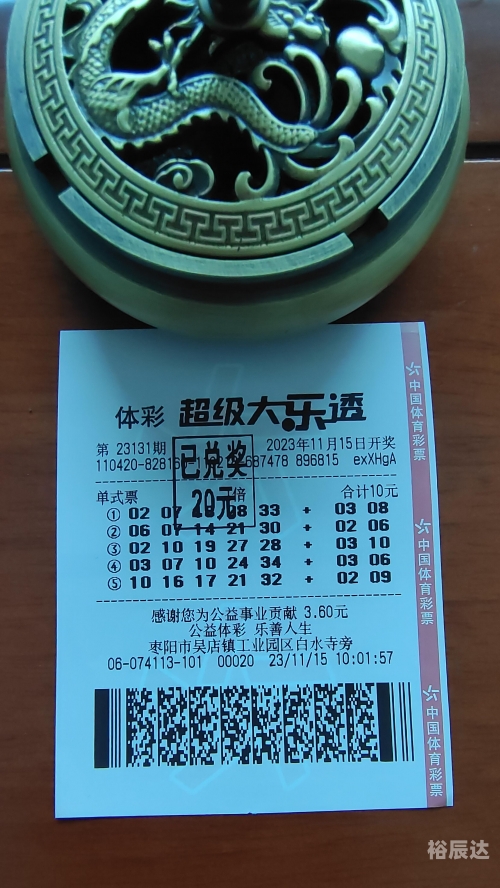 体彩 超级大乐透
第 23131期 2023年11月15日开奖
110420-82816 687478 896815 exXHgA
已兑奖
20元
单式票 倍 合计10元
① 02 07 28 33 + 03 08
② 06 07 14 21 30 + 02 06
③ 02 10 19 27 28 + 03 10
④ 03 07 10 24 34 + 03 06
⑤ 10 16 17 21 32 + 02 09
感谢您为公益事业贡献 3.60元
公益体彩 乐善人生
枣阳市吴店镇工业园区白水寺旁
06-074113-101 00020 23/11/15 10:01:57
中国体育彩票
中国体育彩票
中国体育彩票
裕辰达